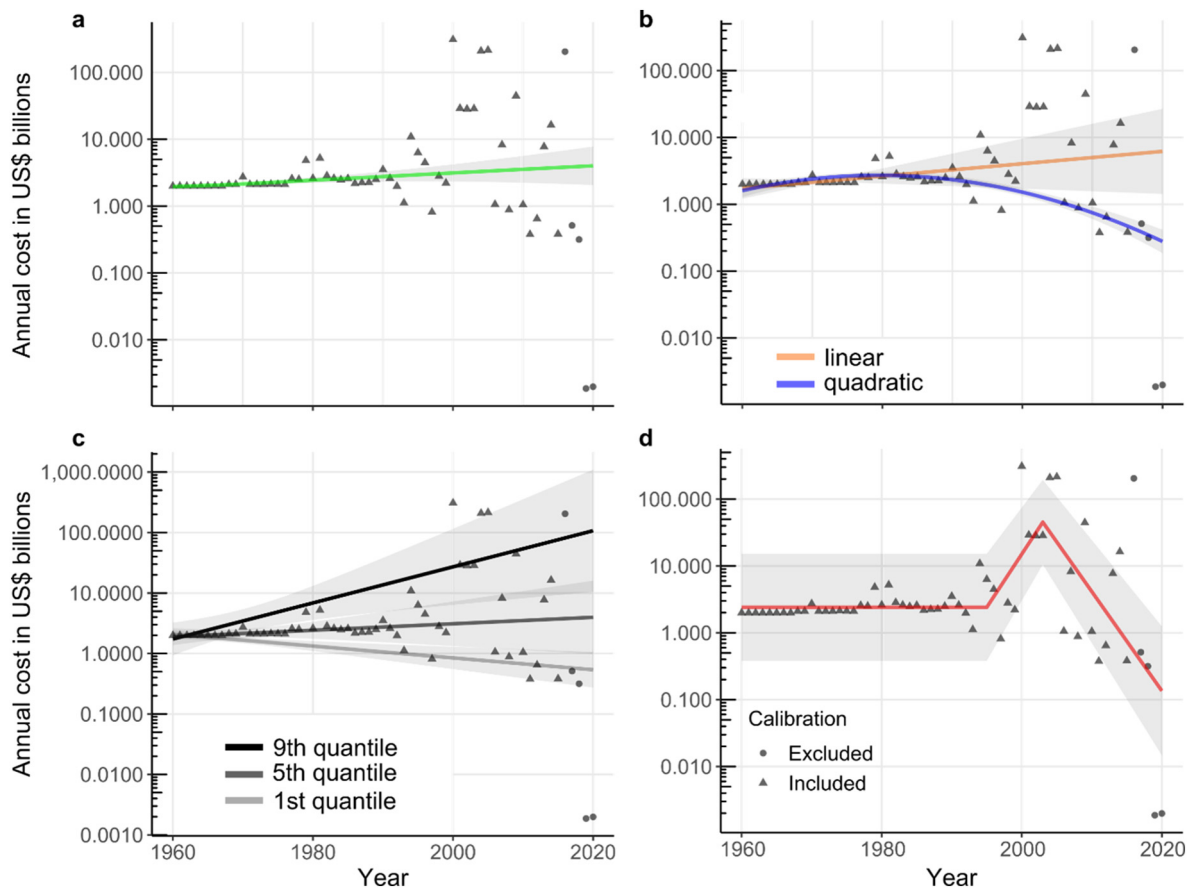 a
b
Annual cost in US$ billions
100.000
10.000
1.000
0.100
0.010
100.000
10.000
1.000
0.100
0.010
linear
quadratic
c
d
Annual cost in US$ billions
1,000.0000
100.0000
10.0000
1.0000
0.1000
0.0100
0.0010
9th quantile
5th quantile
1st quantile
1960
1980
2000
2020
Year
100.000
10.000
1.000
0.100
0.010
Calibration
Excluded
Included
1960
1980
2000
2020
Year